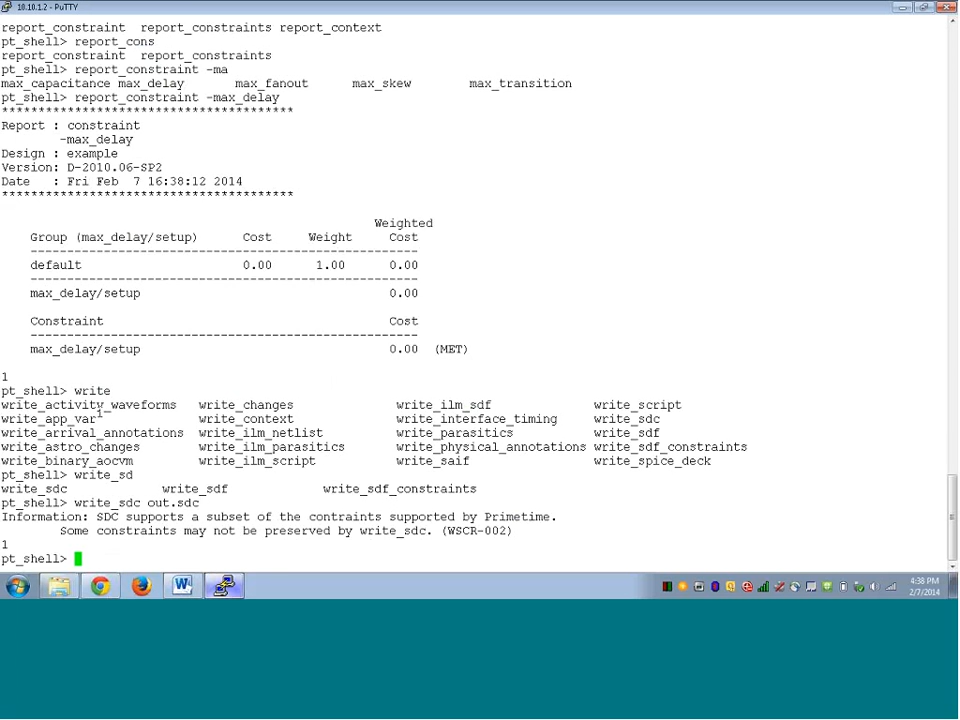 10.10.1.2 - PuTTY
report_constraint  report_constraints report_context
pt_shell> report_cons
report_constraint  report_constraints
pt_shell> report_constraint -ma
max_capacitance max_delay       max_fanout      max_skew        max_transition
pt_shell> report_constraint -max_delay
****************************************
Report : constraint
        -max_delay
Design : example
Version: D-2010.06-SP2
Date   : Fri Feb  7 16:38:12 2014
****************************************
Weighted
Group (max_delay/setup)      Cost     Weight     Cost
-----------------------------------------------------
default                      0.00      1.00      0.00
-----------------------------------------------------
max_delay/setup                                  0.00
Constraint                                       Cost
-----------------------------------------------------
max_delay/setup                                  0.00  (MET)
1
pt_shell> write
write_activity_waveforms   write_changes              write_ilm_sdf              write_script
write_app_var              write_context              write_interface_timing     write_sdc
write_arrival_annotations  write_ilm_netlist          write_parasitics           write_sdf
write_astro_changes        write_ilm_parasitics       write_physical_annotations write_sdf_constraints
write_binary_aocvm         write_ilm_script           write_saif                 write_spice_deck
pt_shell> write_sd
write_sdc             write_sdf             write_sdf_constraints
pt_shell> write_sdc out.sdc
Information: SDC supports a subset of the contraints supported by Primetime.
        Some constraints may not be preserved by write_sdc. (WSCR-002)
1
pt_shell>
4:38 PM
2/7/2014